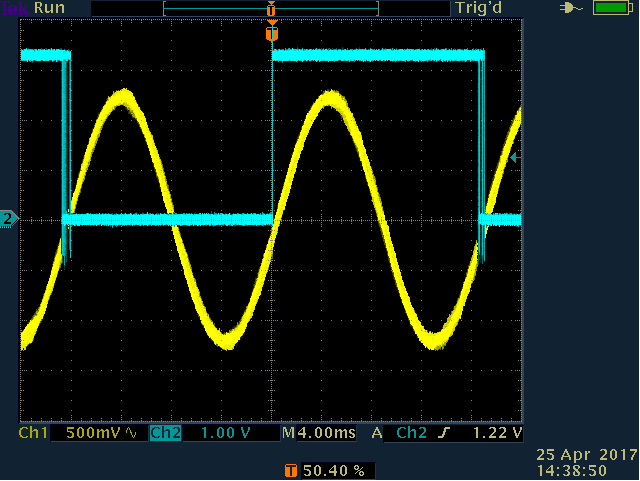 Tek Run Trig'd
T
T
2
Ch1 500mV Ch2 1.00 V M 4.00ms A Ch2 1.22 V
T 50.40 %
25 Apr 2017
14:38:50